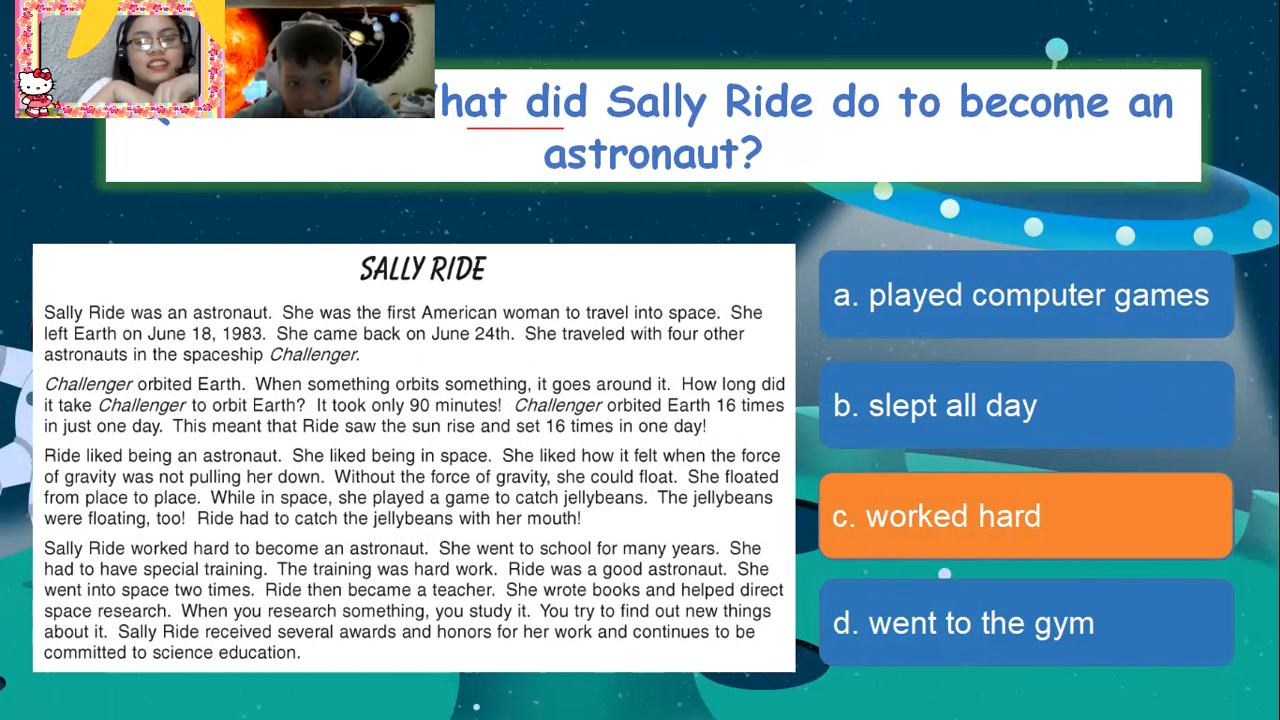 What did Sally Ride do to become an
astronaut?
SALLY RIDE
Sally Ride was an astronaut. She was the first American woman to travel into space. She
left Earth on June 18, 1983. She came back on June 24th. She traveled with four other
astronauts in the spaceship Challenger.
Challenger orbited Earth. When something orbits something, it goes around it. How long did
it take Challenger to orbit Earth? It took only 90 minutes! Challenger orbited Earth 16 times
in just one day. This meant that Ride saw the sun rise and set 16 times in one day!
Ride liked being an astronaut. She liked being in space. She liked how it felt when the force
of gravity was not pulling her down. Without the force of gravity, she could float. She floated
from place to place. While in space, she played a game to catch jellybeans. The jellybeans
were floating, too! Ride had to catch the jellybeans with her mouth!
Sally Ride worked hard to become an astronaut. She went to school for many years. She
had to have special training. The training was hard work. Ride was a good astronaut. She
went into space two times. Ride then became a teacher. She wrote books and helped direct
space research. When you research something, you study it. You try to find out new things
about it. Sally Ride received several awards and honors for her work and continues to be
committed to science education.
a. played computer games
b. slept all day
c. worked hard
d. went to the gym